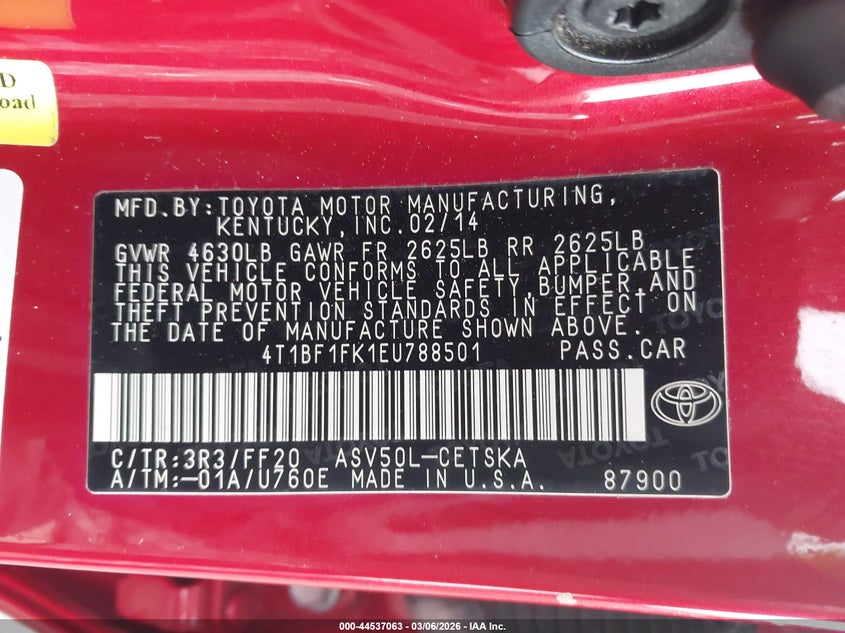 D
oad
MFD.BY:TOYOTA MOTOR MANUFACTURING,
KENTUCKY, INC.02/14
GVWR 4630LB GAWR FR 2625LB RR 2625LB
THIS VEHICLE CONFORMS TO ALL APPLICABLE
FEDERAL MOTOR VEHICLE SAFETY,BUMPER,AND
THEFT PREVENTION STANDARDS IN EFFECT ON
THE DATE OF MANUFACTURE SHOWN ABOVE.
4T1BF1FK1EU788501 PASS.CAR
C/TR:3R3/FF20 ASV50L-CETSKA
A/TM:-01A/U760E MADE IN U.S.A. 87900
000-44537063 — 03/06/2026 — IAA Inc.